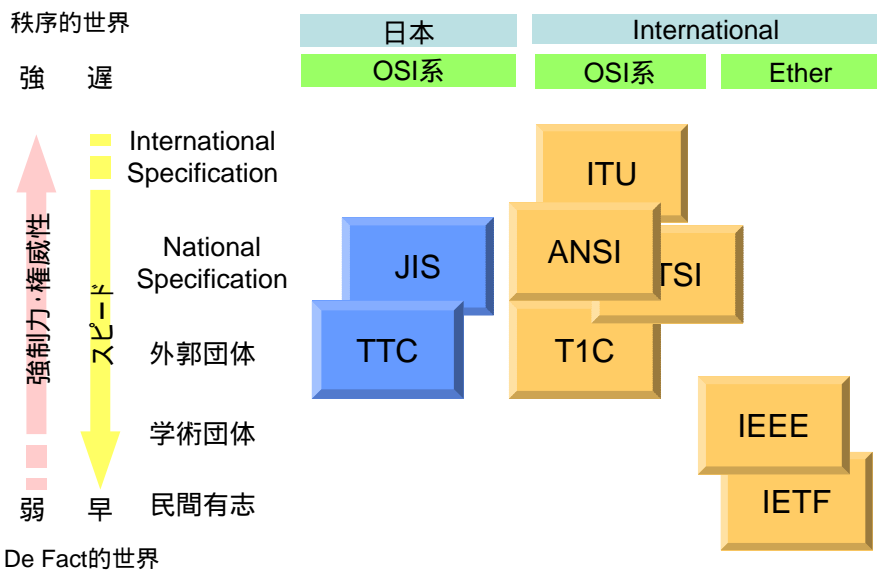 秩序的世界
日本
International
強
遅
OSI系
OSI系
Ether
International
Specification
ITU
強制力・権威性
スピード
National
Specification
JIS
ANSI
TSI
外郭団体
TTC
T1C
学術団体
IEEE
弱
早
民間有志
IETF
De Fact的世界